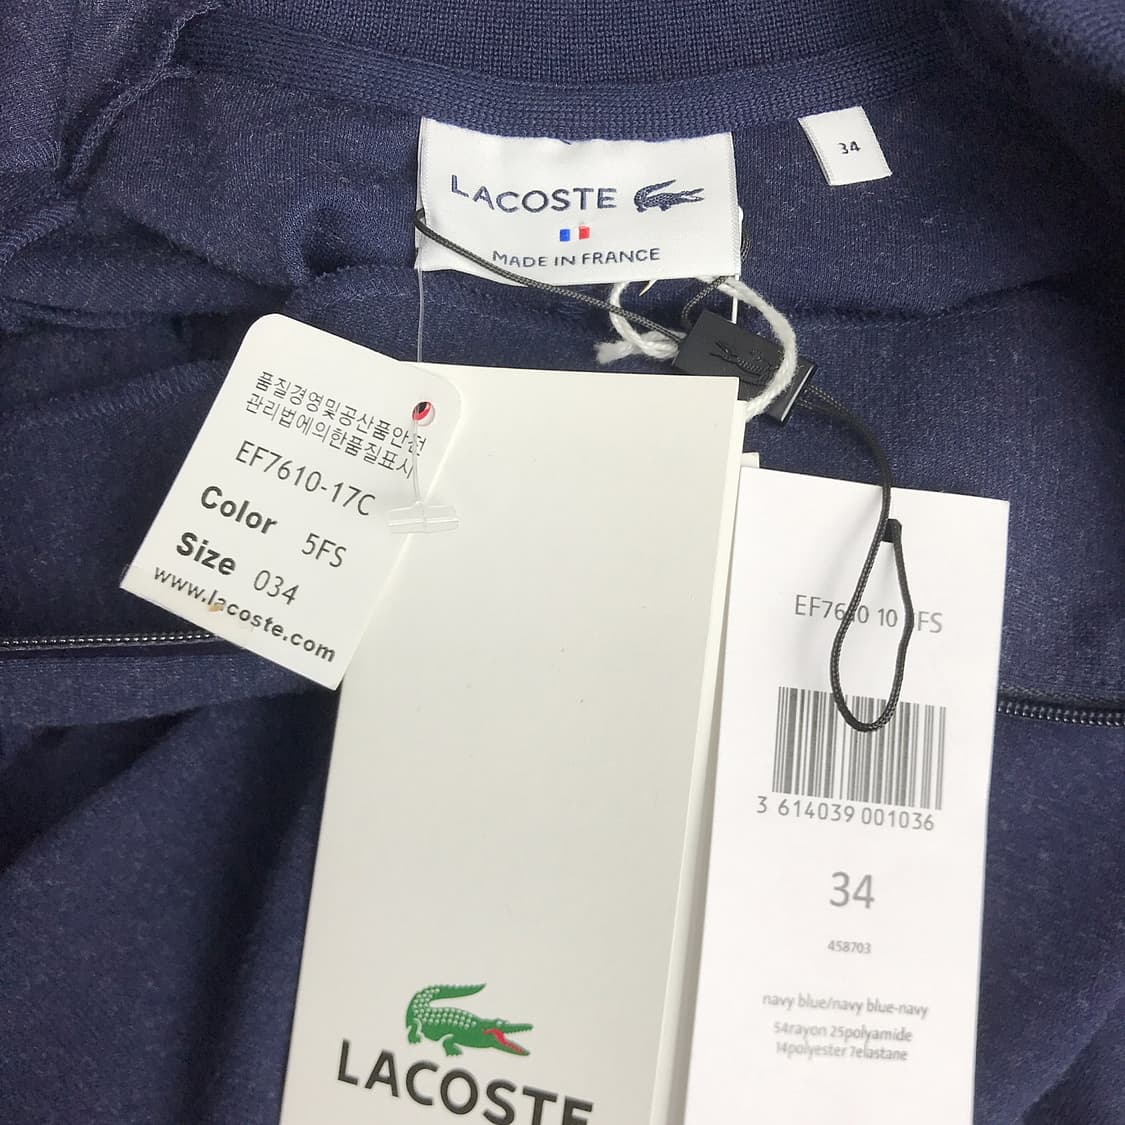 LACOSTE
MADE IN FRANCE
34
품질경영및공산품안전
관리법에의한품질표시
EF7610-17C
Color 5FS
Size 034
www.lacoste.com
LACOSTE
10
3 614039 001036
34
458703
navy blue/navy blue-navy
54rayon 25polyamide
14polyester 7elastane